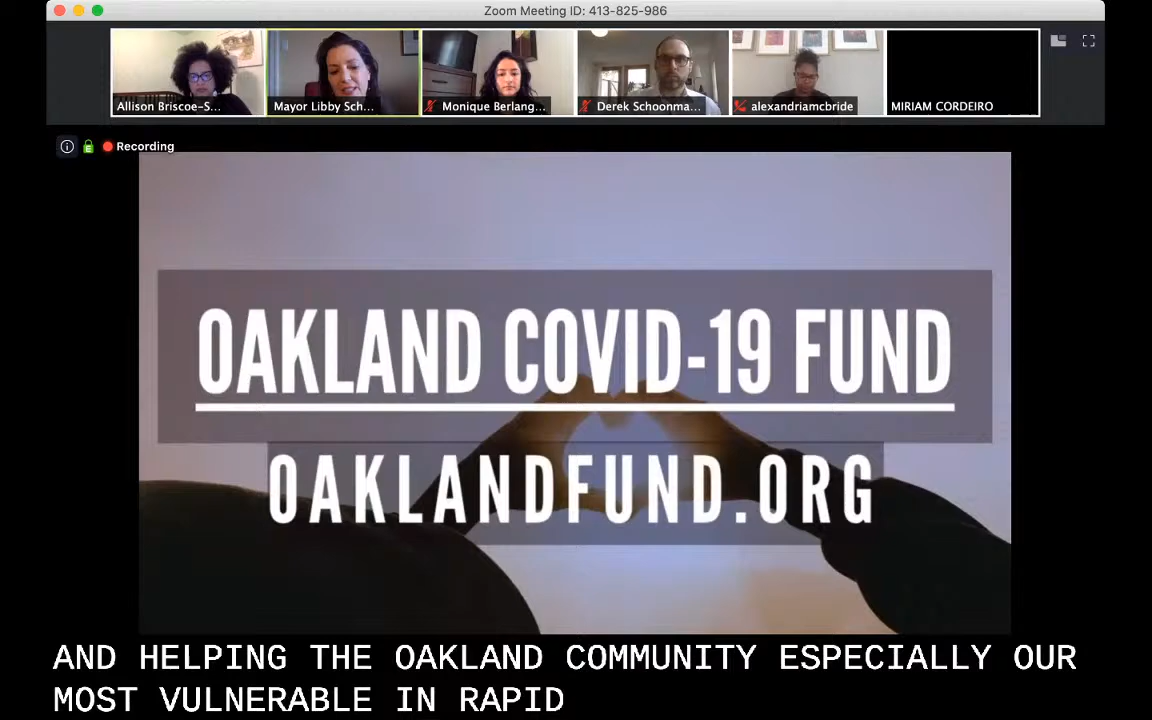 Zoom Meeting ID: 413-825-986
Allison Briscoe-S...
Mayor Libby Sch...
Monique Berlang...
Derek Schoonma...
alexandriamcbride
MIRIAM CORDEIRO
Recording
OAKLAND COVID-19 FUND
OAKLANDFUND.ORG
AND HELPING THE OAKLAND COMMUNITY ESPECIALLY OUR
MOST VULNERABLE IN RAPID